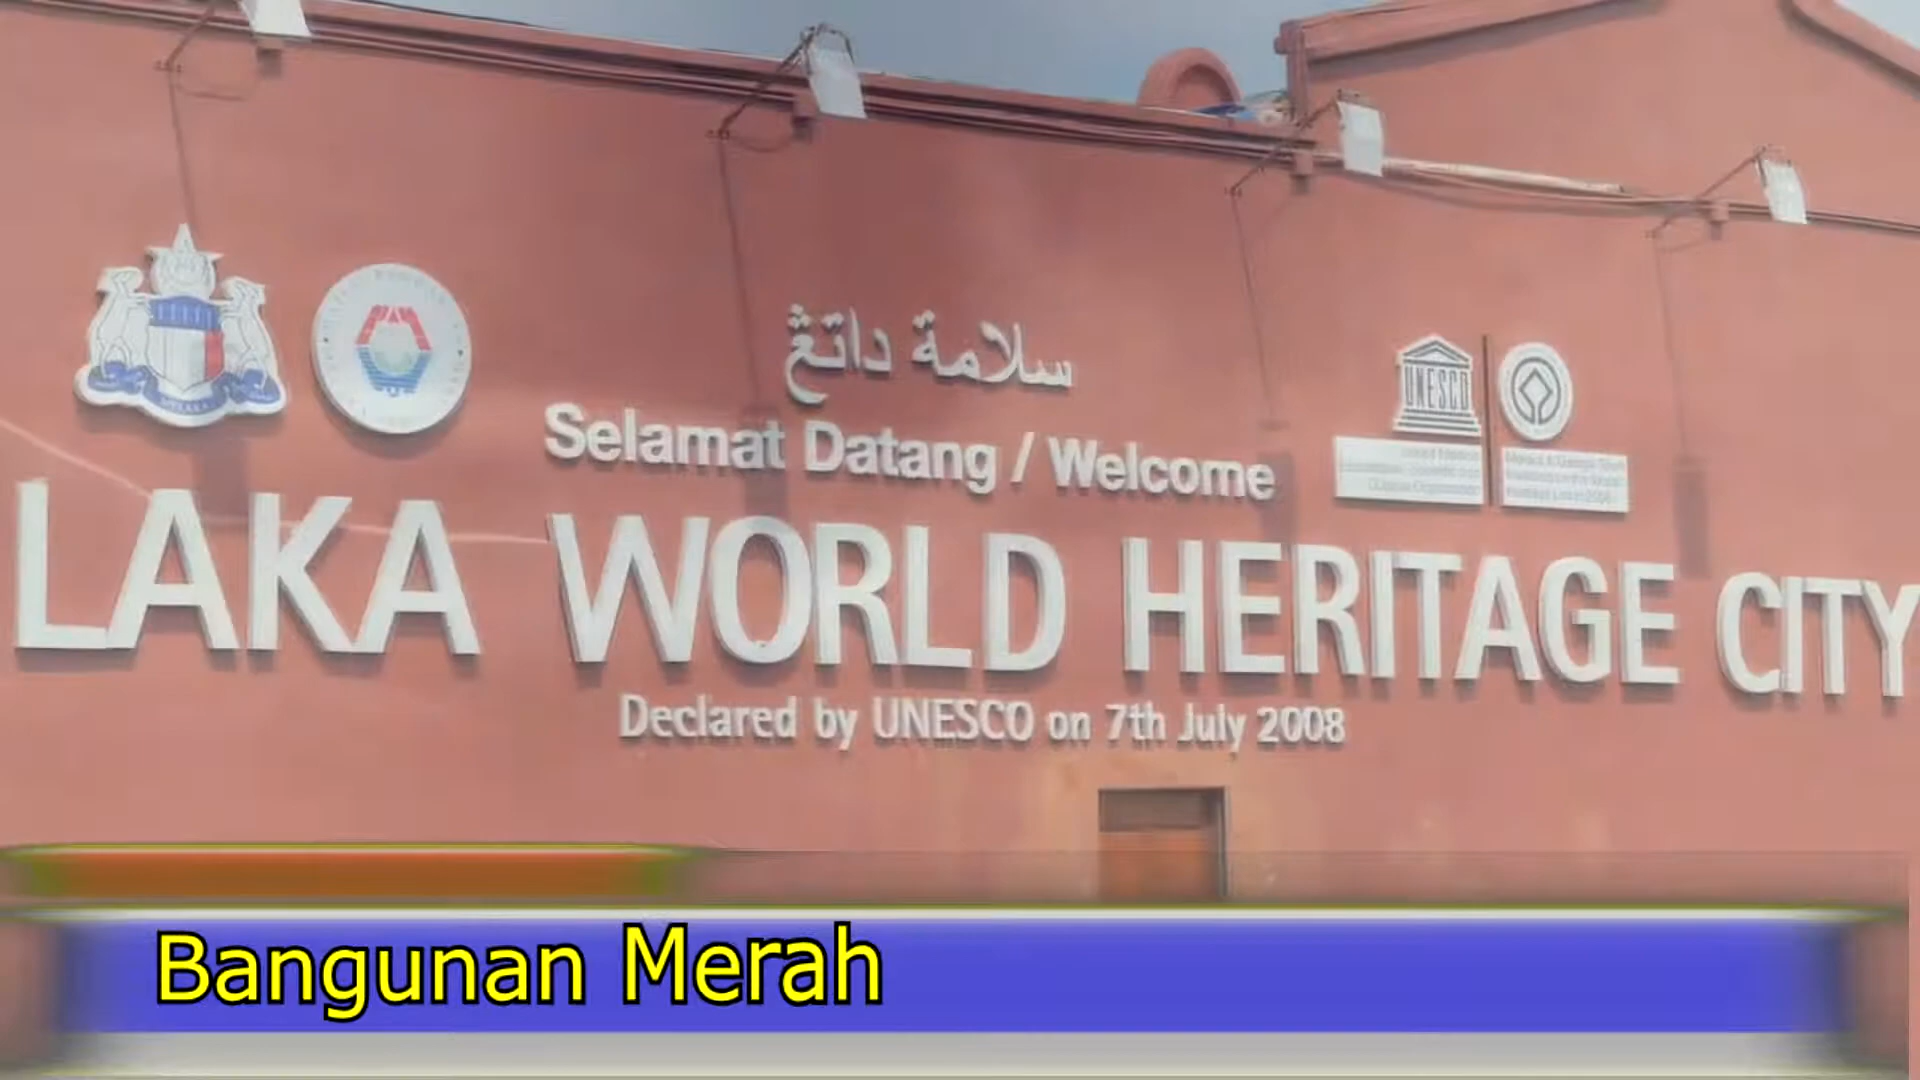 سلامة داتڠ
Selamat Datang / Welcome
UNESCO
LAKA WORLD HERITAGE CITY
Declared by UNESCO on 7th July 2008
Bangunan Merah